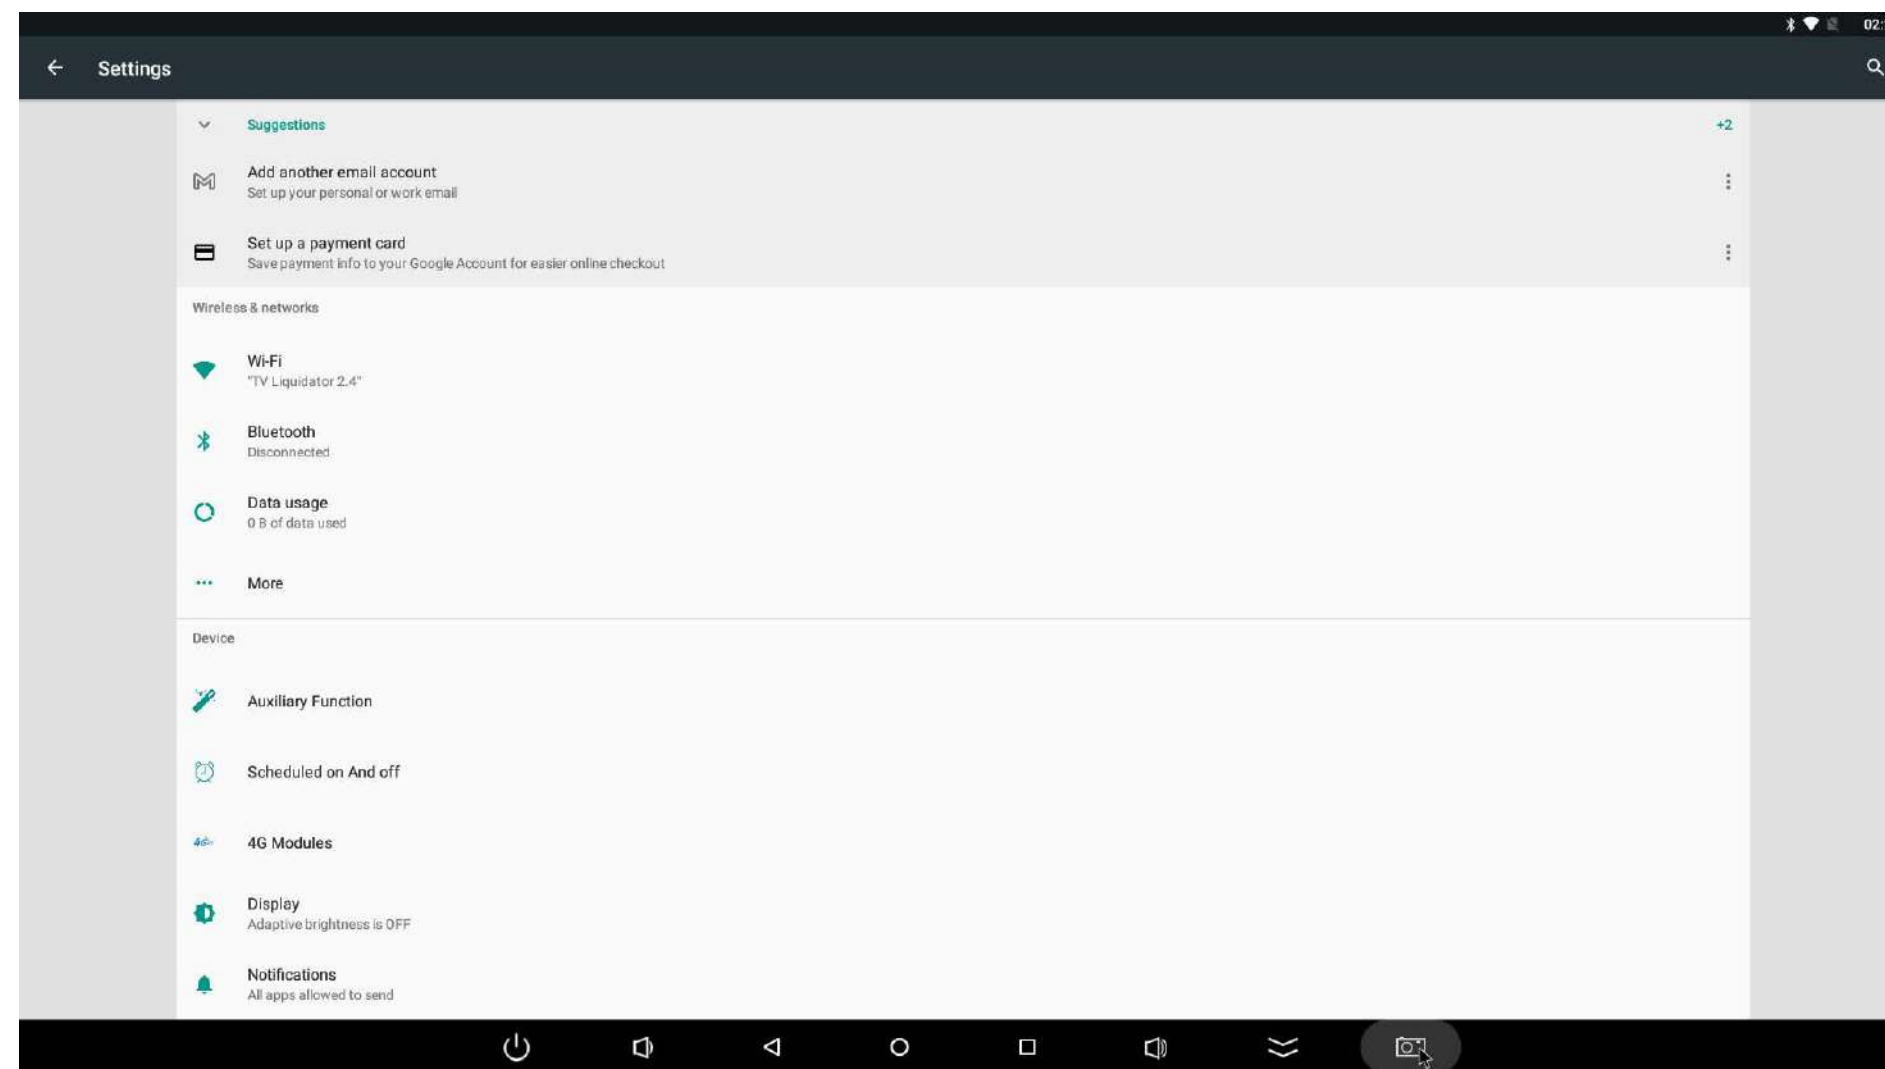 02:
Settings
Suggestions
+2
Add another email account
Set up your personal or work email
Set up a payment card
Save payment info to your Google Account for easier online checkout
Wireless & networks
Wi-Fi
"TV Liquidator 2.4"
Bluetooth
Disconnected
Data usage
0 B of data used
More
Device
Auxiliary Function
Scheduled on And off
4G Modules
Display
Adaptive brightness is OFF
Notifications
All apps allowed to send